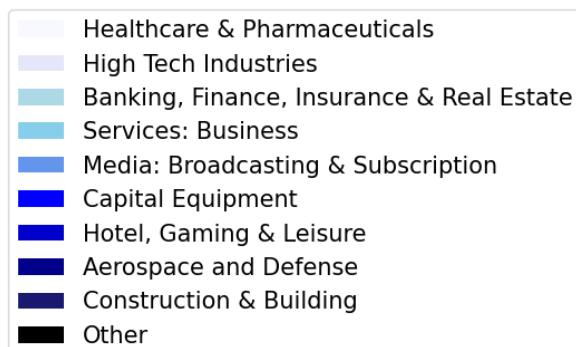 Healthcare & Pharmaceuticals
High Tech Industries
Banking, Finance, Insurance & Real Estate
Services: Business
Media: Broadcasting & Subscription
Capital Equipment
Hotel, Gaming & Leisure
Aerospace and Defense
Construction & Building
Other